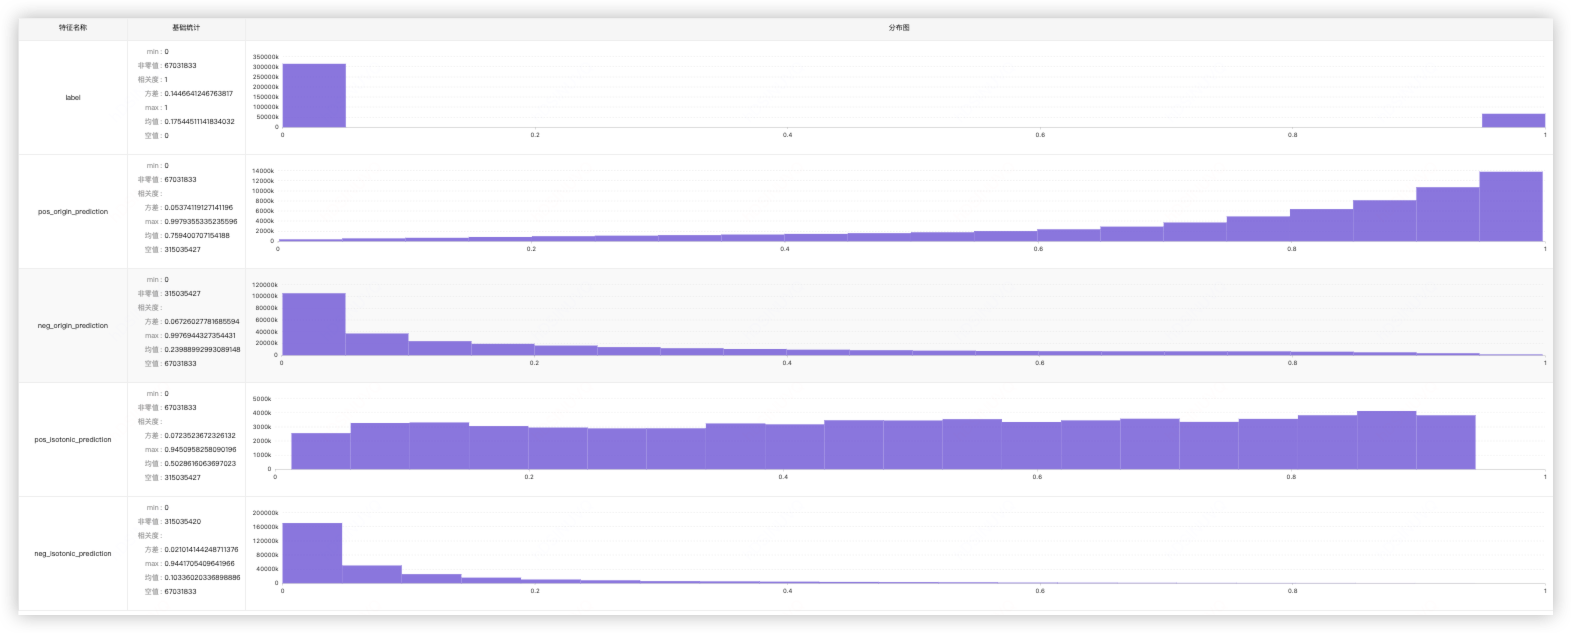 特征名称 基础统计 分布图
label
min : 0
非零值 : 67031833
相关度 : 1
方差 : 0.1446641246763817
max : 1
均值 : 0.17544511141834032
空值 : 0
350000k
300000k
250000k
200000k
150000k
100000k
50000k
0
0 0.2 0.4 0.6 0.8 1
pos_origin_prediction
min : 0
非零值 : 67031833
相关度 :
方差 : 0.05374119127141196
max : 0.9979355335235596
均值 : 0.759400707154188
空值 : 315035427
14000k
12000k
10000k
8000k
6000k
4000k
2000k
0
0 0.2 0.4 0.6 0.8 1
neg_origin_prediction
min : 0
非零值 : 315035427
相关度 :
方差 : 0.06726027781685594
max : 0.9976944327354431
均值 : 0.23988992993089148
空值 : 67031833
120000k
100000k
80000k
60000k
40000k
20000k
0
0 0.2 0.4 0.6 0.8 1
pos_isotonic_prediction
min : 0
非零值 : 67031833
相关度 :
方差 : 0.0723523672326132
max : 0.9450958258090196
均值 : 0.5028616063697023
空值 : 315035427
5000k
4000k
3000k
2000k
1000k
0
0 0.2 0.4 0.6 0.8 1
neg_isotonic_prediction
min : 0
非零值 : 315035420
相关度 :
方差 : 0.021014144248711376
max : 0.9441705409641966
均值 : 0.10336020336898886
空值 : 67031833
200000k
160000k
120000k
80000k
40000k
0
0 0.2 0.4 0.6 0.8 1